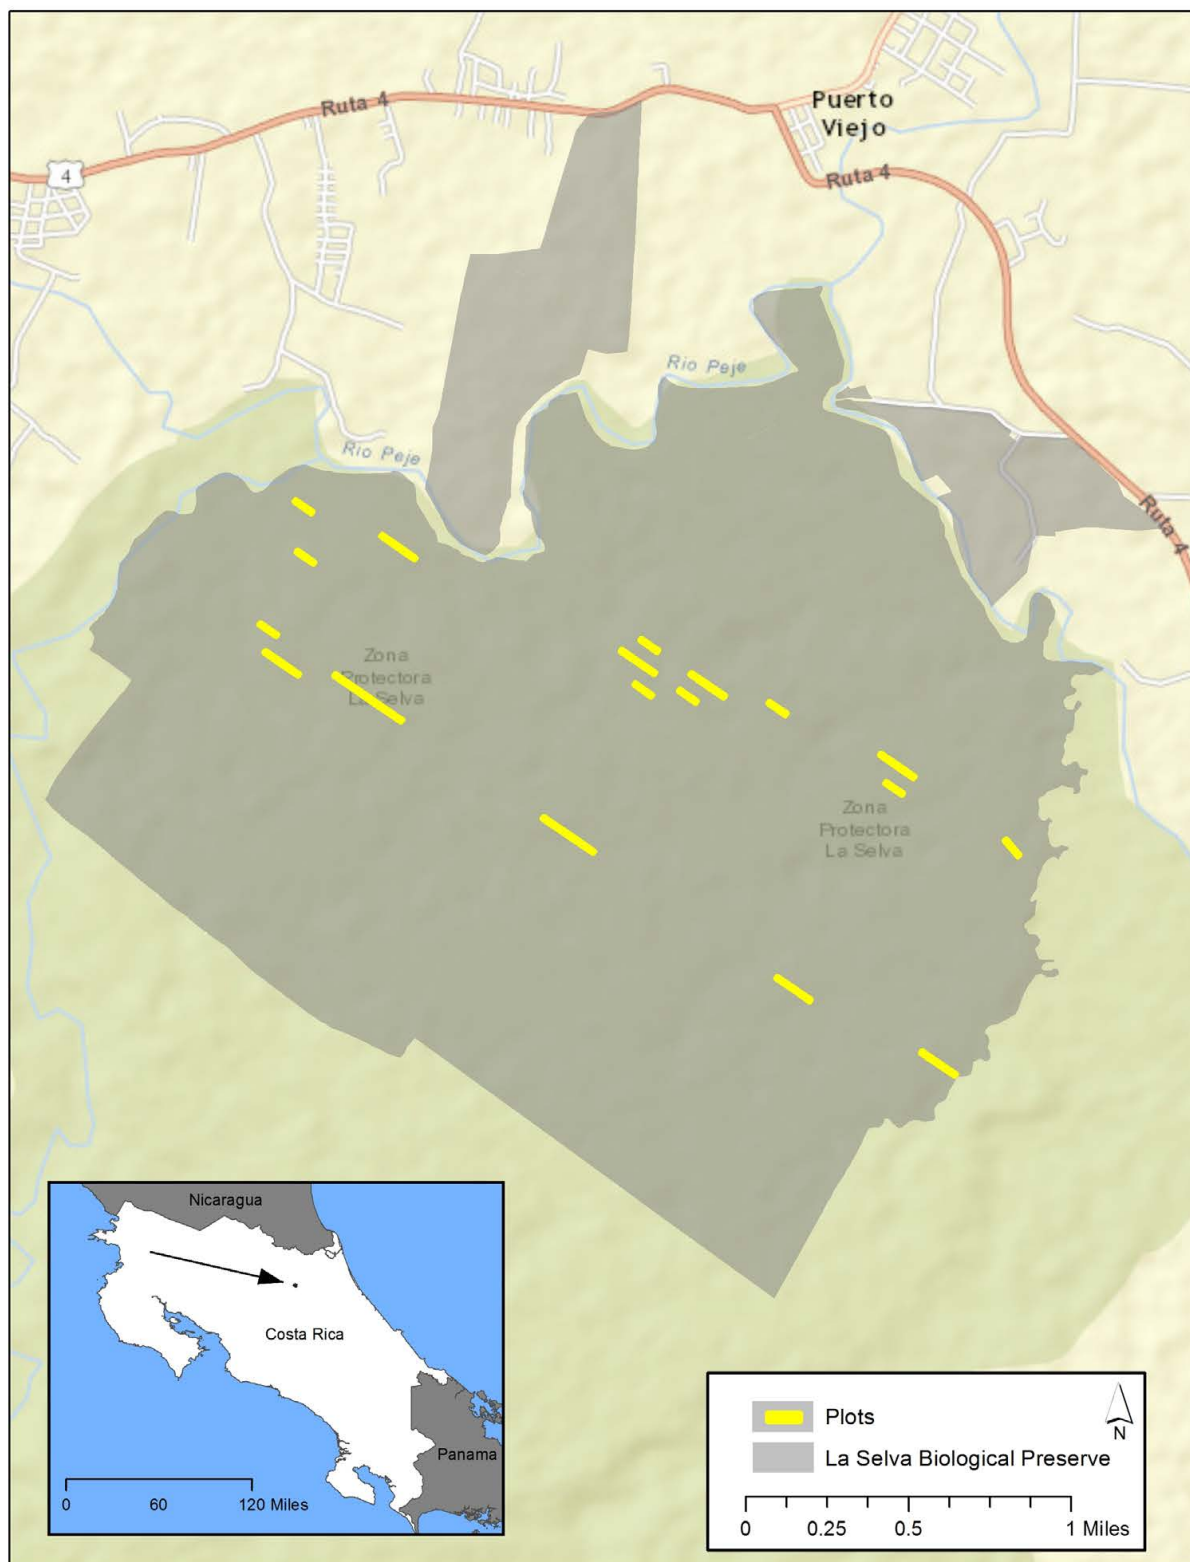 Ruta 4
Puerto
Viejo
4
Ruta 4
Rio Peje
Rio Peje
Ruta 4
Zona
Protectora
La Selva
Zona
Protectora
La Selva
Nicaragua
Costa Rica
Panama
0 60 120 Miles
Plots
N
La Selva Biological Preserve
0 0.25 0.5 1 Miles